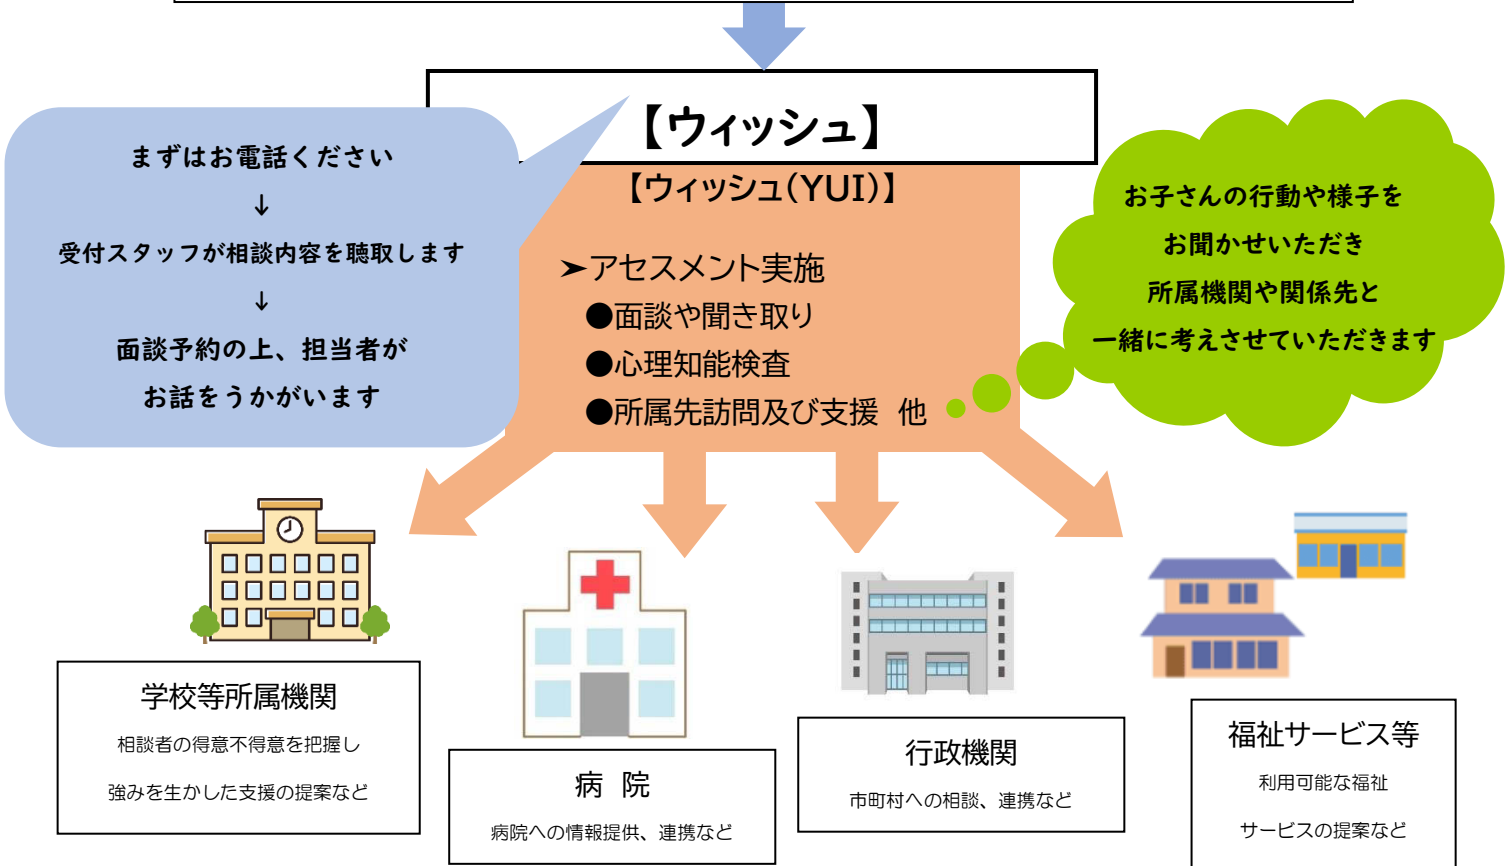 【ウィッシュ】
【ウィッシュ(YUI)】
まずはお電話ください
↓
受付スタッフが相談内容を聴取します
↓
面談予約の上、担当者が
お話をうかがいます
➤アセスメント実施
●面談や聞き取り
●心理知能検査
●所属先訪問及び支援 他
お子さんの行動や様子を
お聞かせいただき
所属機関や関係先と
一緒に考えさせていただきます
学校等所属機関
相談者の得意不得意を把握し
強みを生かした支援の提案など
病 院
病院への情報提供、連携など
行政機関
市町村への相談、連携など
福祉サービス等
利用可能な福祉
サービスの提案など